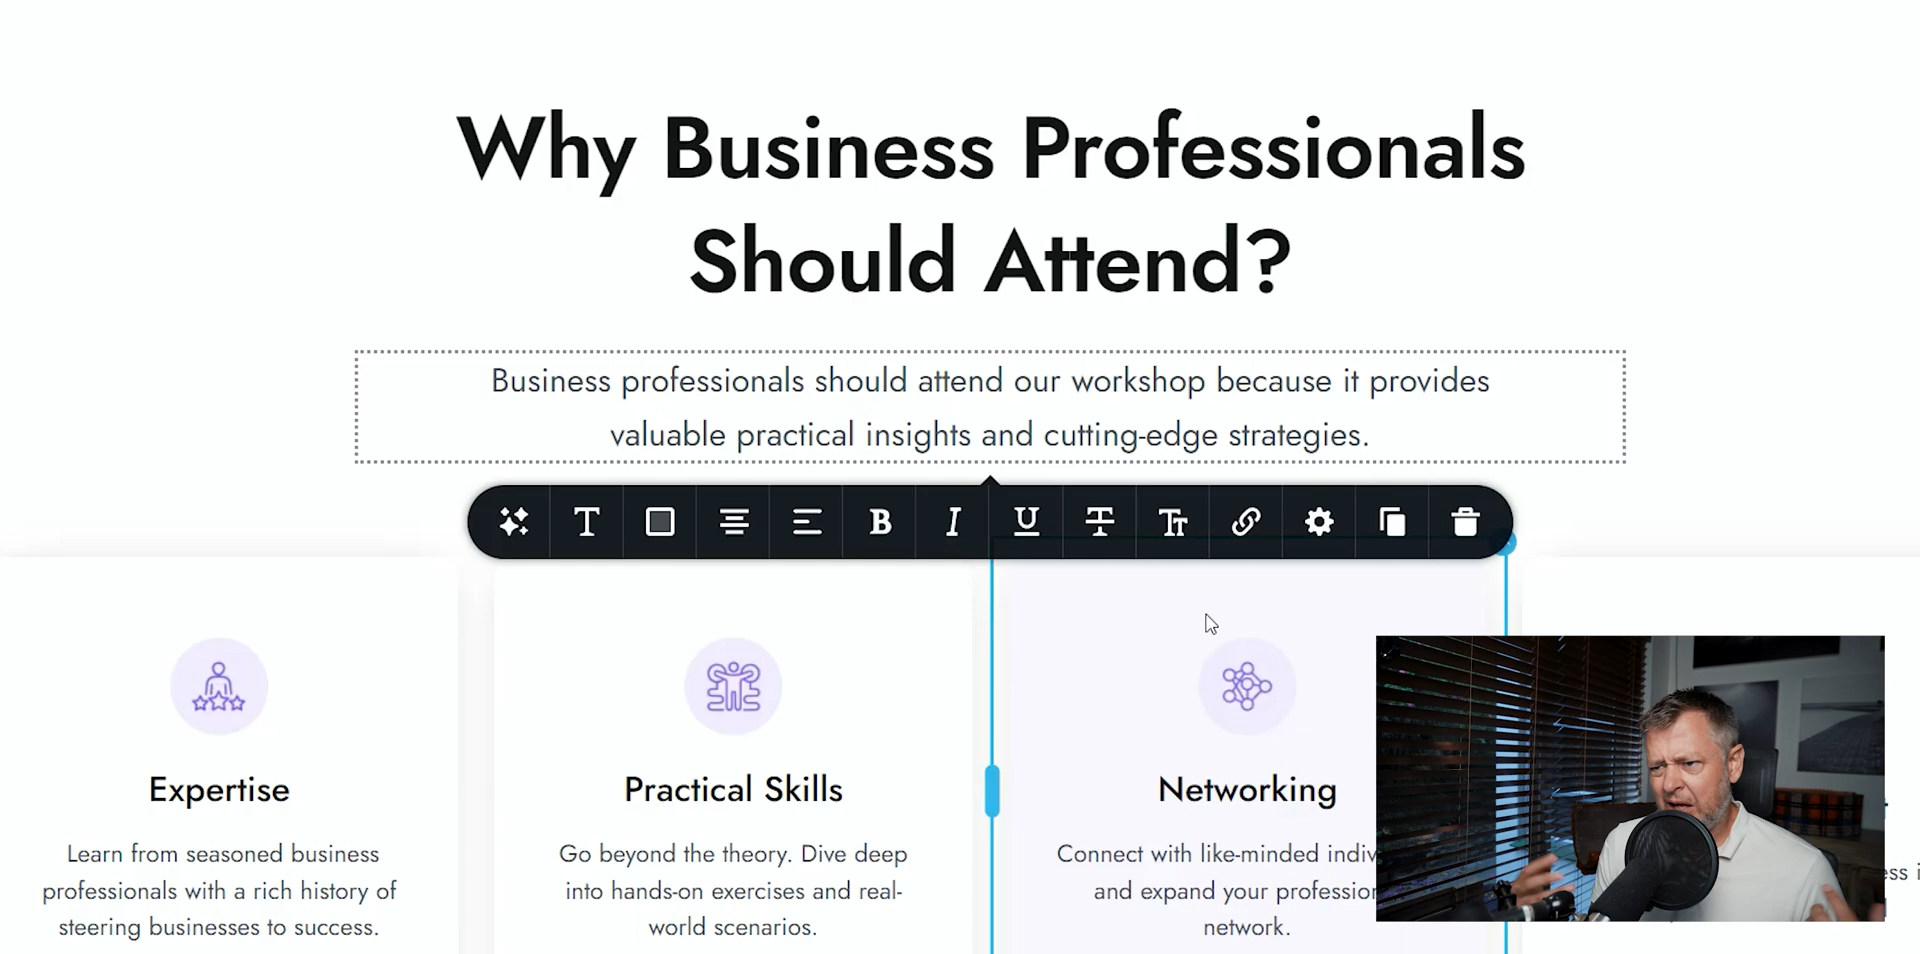 Why Business Professionals
Should Attend?
Business professionals should attend our workshop because it provides
valuable practical insights and cutting-edge strategies.
Expertise
Learn from seasoned business
professionals with a rich history of
steering businesses to success.
Practical Skills
Go beyond the theory. Dive deep
into hands-on exercises and real-
world scenarios.
Networking
Connect with like-minded
and expand your
network.